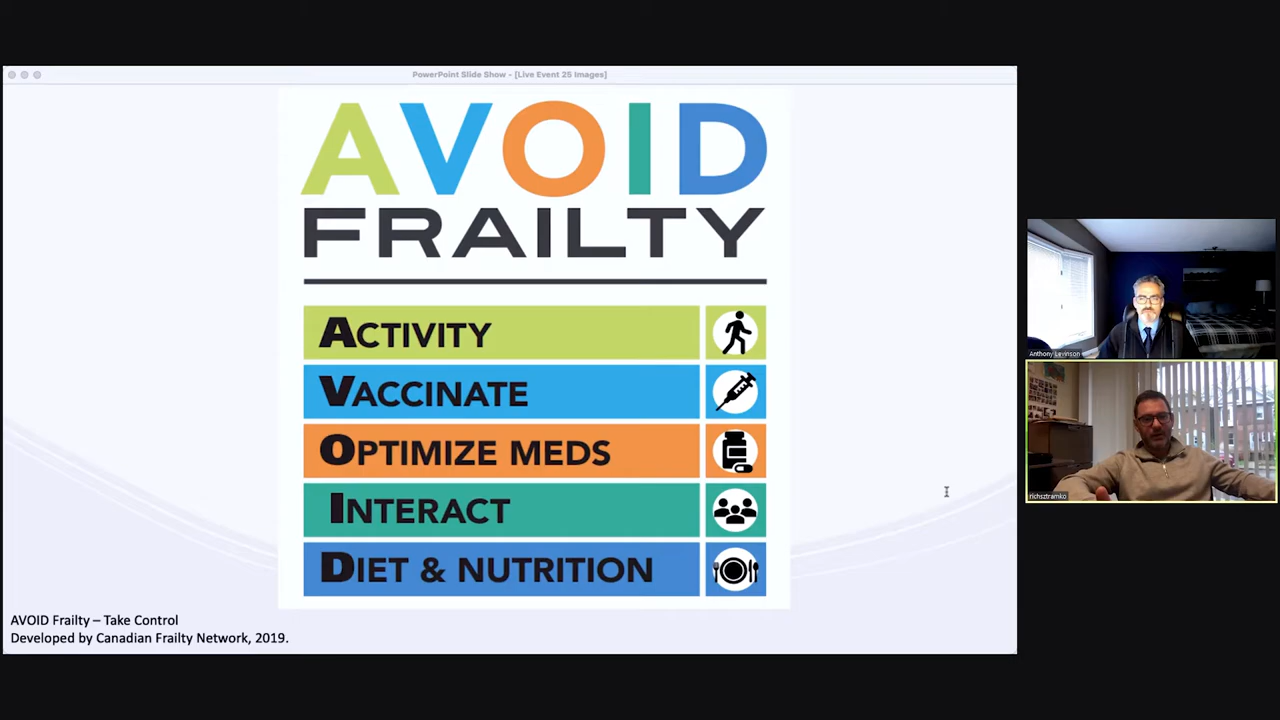 PowerPoint Slide Show - [Live Event 25 Images]
AVOID
FRAILTY
ACTIVITY
VACCINATE
OPTIMIZE MEDS
INTERACT
DIET & NUTRITION
AVOID Frailty – Take Control
Developed by Canadian Frailty Network, 2019.
Anthony Levinson
richsztramko